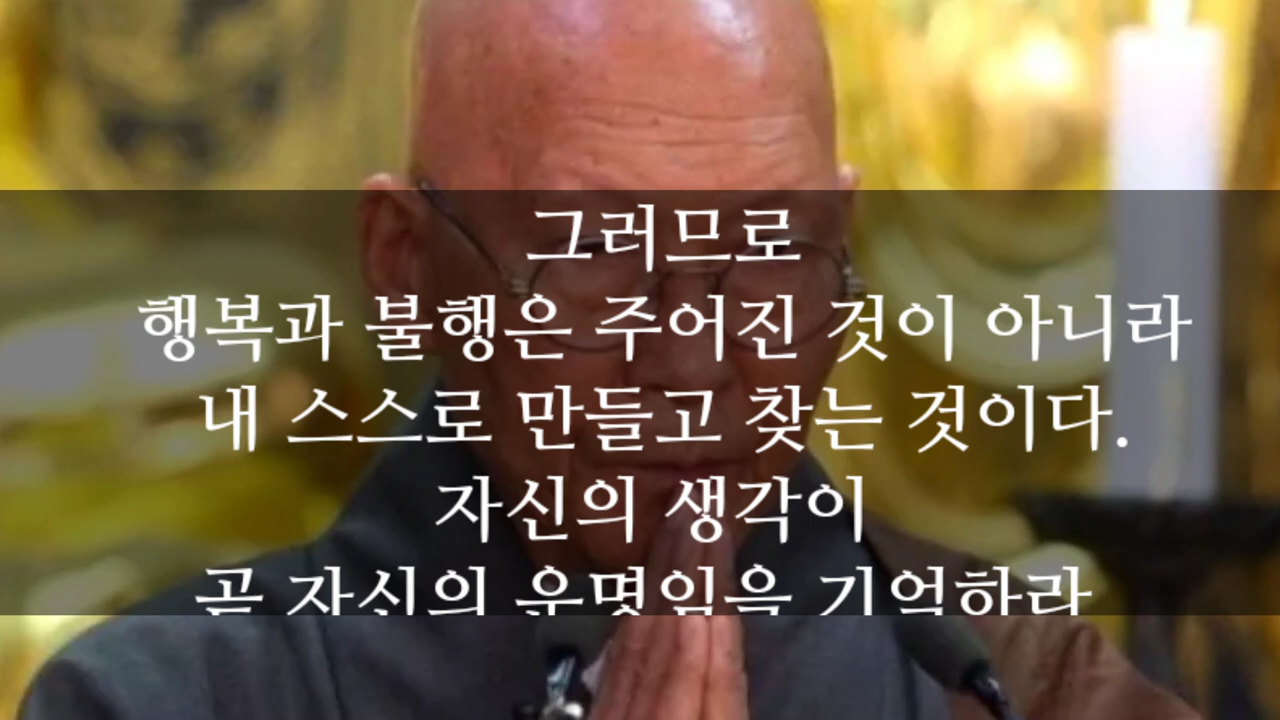 그러므로
행복과 불행은 주어진 것이 아니라
내 스스로 만들고 찾는 것이다.
자신의 생각이
곧 자신의 운명임을 기억하라